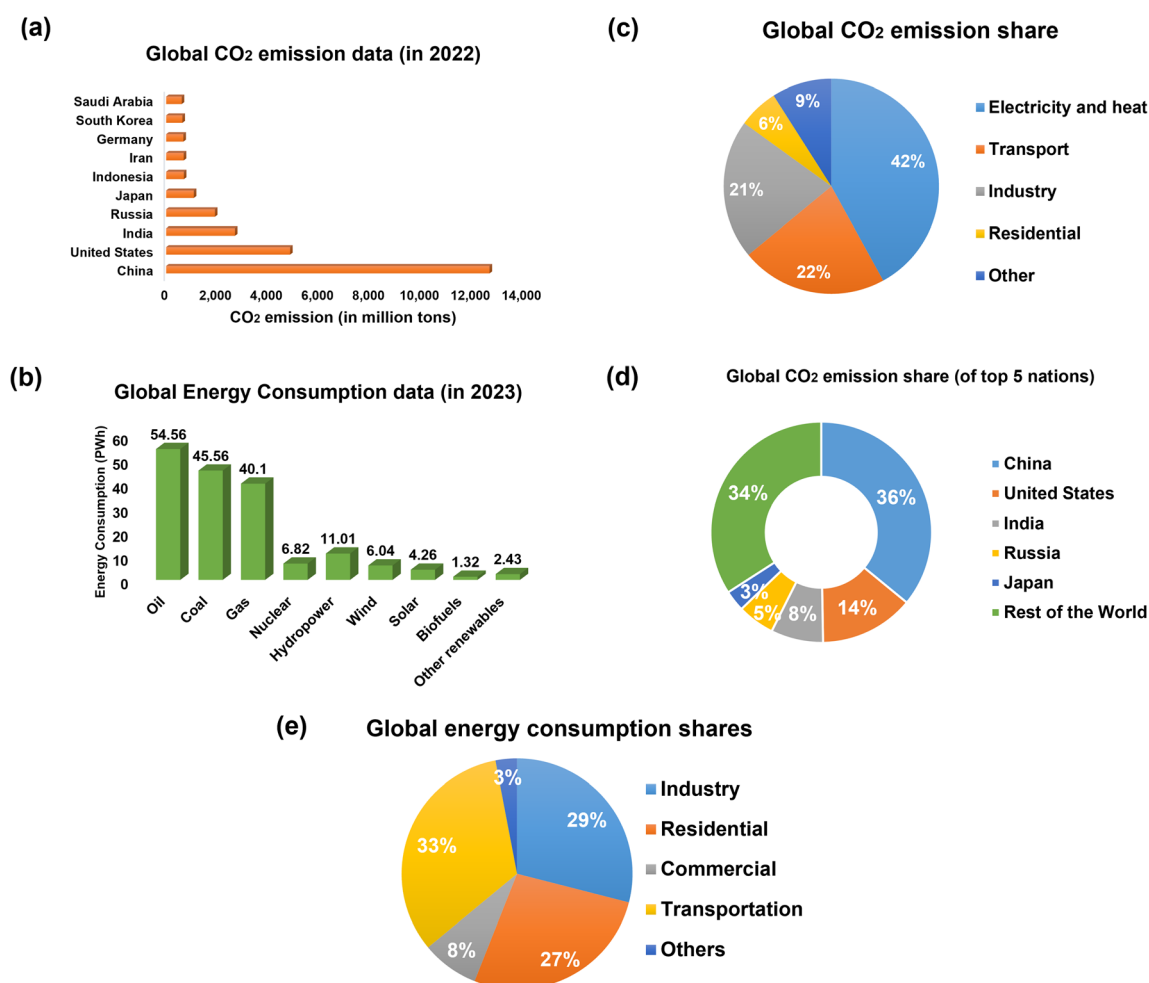 (a)
Global CO2 emission data (in 2022)
Saudi Arabia
South Korea
Germany
Iran
Indonesia
Japan
Russia
India
United States
China
0 2,000 4,000 6,000 8,000 10,000 12,000 14,000
CO2 emission (in million tons)
(c)
Global CO2 emission share
9%
6%
42%
21%
22%
Electricity and heat
Transport
Industry
Residential
Other
(b)
Global Energy Consumption data (in 2023)
Energy Consumption (PWh)
60
50
40
30
20
10
0
54.56
45.56
40.1
6.82
11.01
6.04
4.26
1.32
2.43
Oil
Coal
Gas
Nuclear
Hydropower
Wind
Solar
Biofuels
Other renewables
(d)
Global CO2 emission share (of top 5 nations)
34%
36%
3%
5%
8%
14%
China
United States
India
Russia
Japan
Rest of the World
(e)
Global energy consumption shares
3%
29%
33%
8%
27%
Industry
Residential
Commercial
Transportation
Others